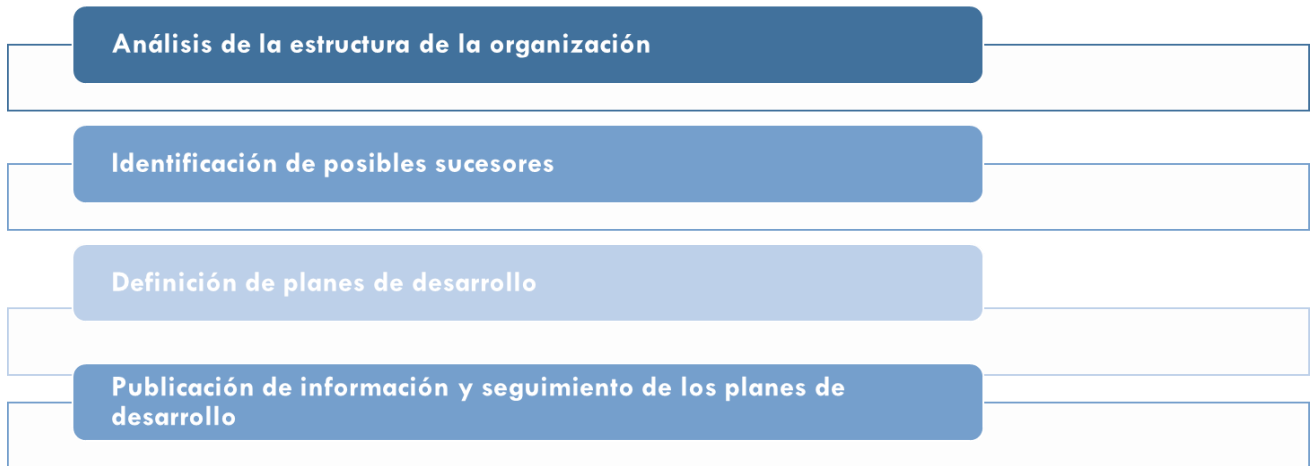 Análisis de la estructura de la organización
Identificación de posibles sucesores
Definición de planes de desarrollo
Publicación de información y seguimiento de los planes de
desarrollo